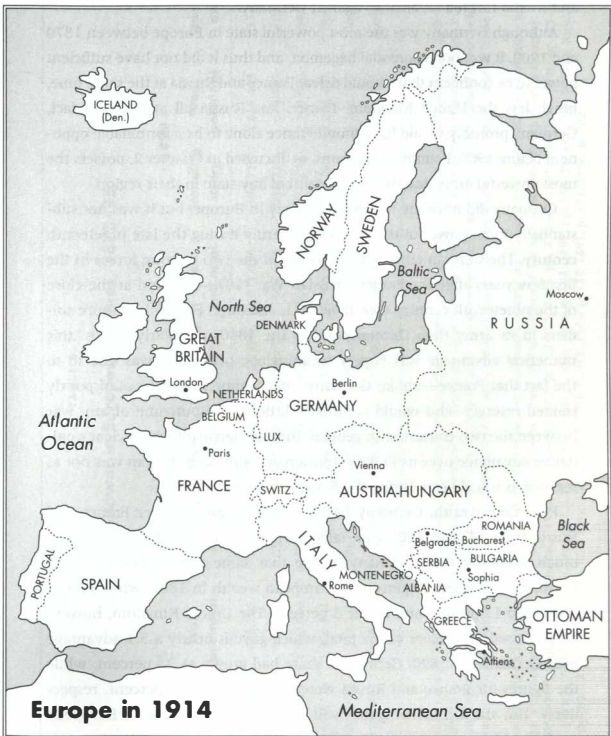 ICELAND
(Den.)
NORWAY
SWEDEN
Baltic
Sea
Moscow
RUSSIA
North Sea
DENMARK
GREAT
BRITAIN
London
NETHERLANDS
Berlin
GERMANY
BELGIUM
Atlantic
Ocean
LUX.
Paris
Vienna
FRANCE
SWITZ.
AUSTRIA-HUNGARY
ROMANIA
Black
Sea
Belgrade
Bucharest
ITALY
SERBIA
BULGARIA
MONTENEGRO
Sophia
PORTUGAL
SPAIN
Rome
ALBANIA
OTTOMAN
EMPIRE
GREECE
Athens
Europe in 1914
Mediterranean Sea